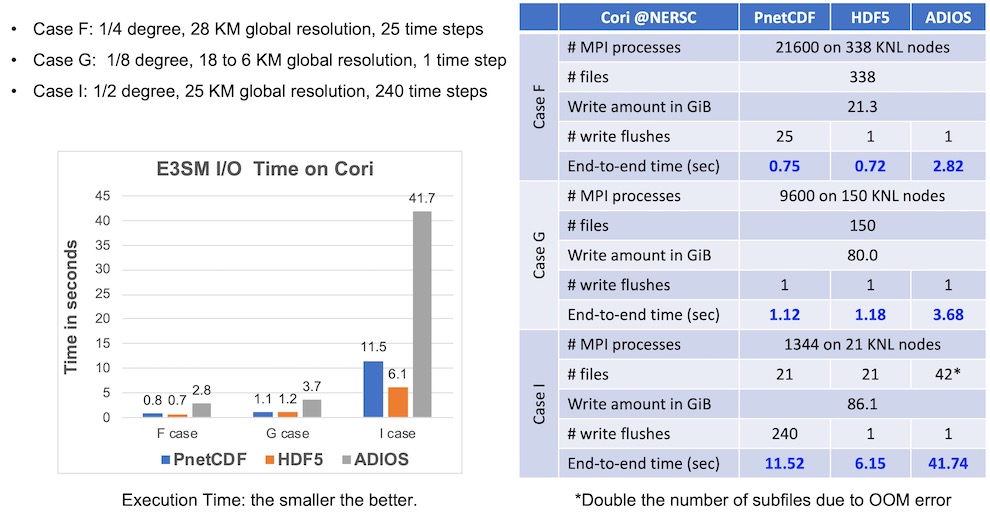 • Case F: 1/4 degree, 28 KM global resolution, 25 time steps
• Case G: 1/8 degree, 18 to 6 KM global resolution, 1 time step
• Case I: 1/2 degree, 25 KM global resolution, 240 time steps
E3SM I/O Time on Cori
Time in seconds
45
40
35
30
25
20
15
10
5
0
0.8 0.7 2.8
1.1 1.2 3.7
11.5 6.1 41.7
F case G case I case
PnetCDF HDF5 ADIOS
Execution Time: the smaller the better.
Cori @NERSC PnetCDF HDF5 ADIOS
Case F
# MPI processes 21600 on 338 KNL nodes
# files 338
Write amount in GiB 21.3
# write flushes 25 1 1
End-to-end time (sec) 0.75 0.72 2.82
Case G
# MPI processes 9600 on 150 KNL nodes
# files 150
Write amount in GiB 80.0
# write flushes 1 1 1
End-to-end time (sec) 1.12 1.18 3.68
Case I
# MPI processes 1344 on 21 KNL nodes
# files 21 21 42*
Write amount in GiB 86.1
# write flushes 240 1 1
End-to-end time (sec) 11.52 6.15 41.74
*Double the number of subfiles due to OOM error